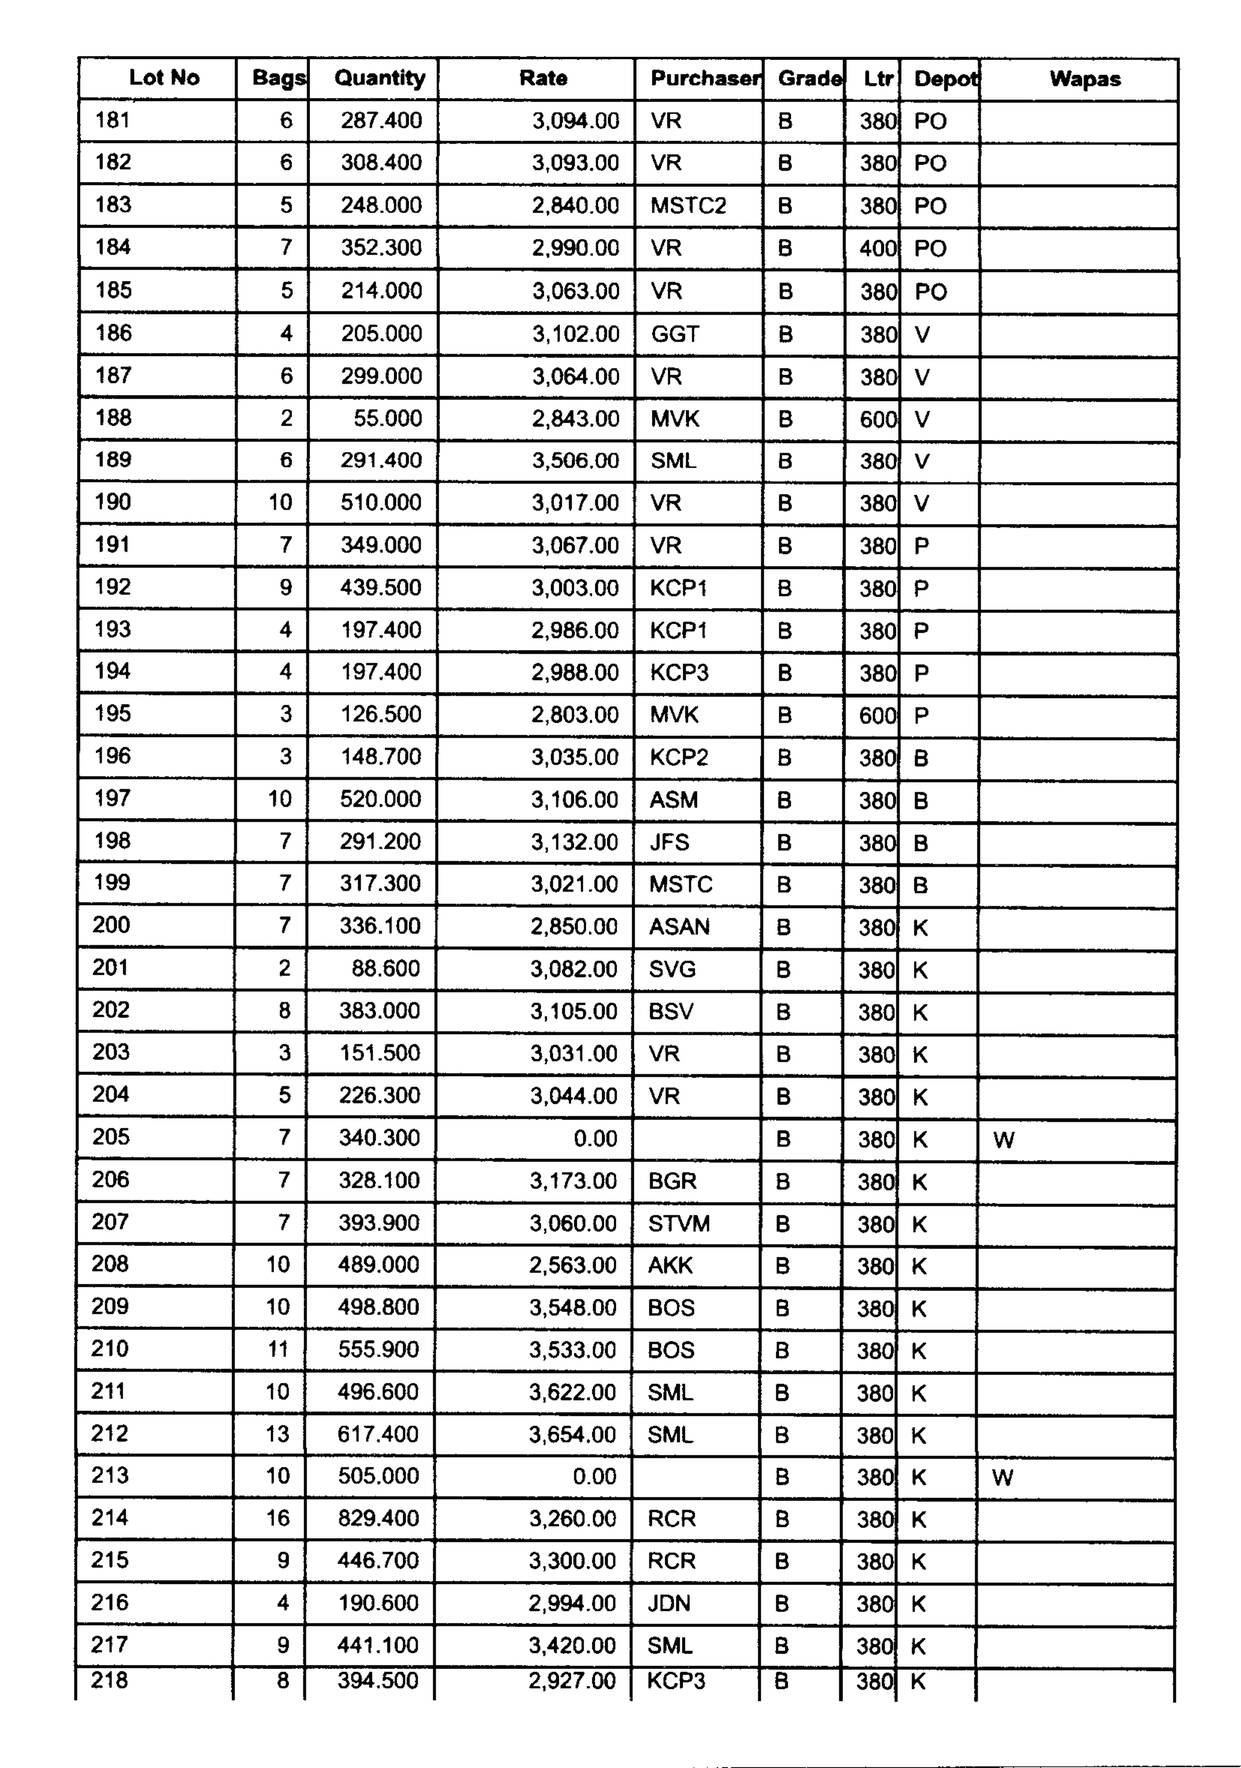 Lot No Bags Quantity Rate Purchaser Grade Ltr Depot Wapas
181 6 287.400 3,094.00 VR B 380 PO
182 6 308.400 3,093.00 VR B 380 PO
183 5 248.000 2,840.00 MSTC2 B 380 PO
184 7 352.300 2,990.00 VR B 400 PO
185 5 214.000 3,063.00 VR B 380 PO
186 4 205.000 3,102.00 GGT B 380 V
187 6 299.000 3,064.00 VR B 380 V
188 2 55.000 2,843.00 MVK B 600 V
189 6 291.400 3,506.00 SML B 380 V
190 10 510.000 3,017.00 VR B 380 V
191 7 349.000 3,067.00 VR B 380 P
192 9 439.500 3,003.00 KCP1 B 380 P
193 4 197.400 2,986.00 KCP1 B 380 P
194 4 197.400 2,988.00 KCP3 B 380 P
195 3 126.500 2,803.00 MVK B 600 P
196 3 148.700 3,035.00 KCP2 B 380 B
197 10 520.000 3,106.00 ASM B 380 B
198 7 291.200 3,132.00 JFS B 380 B
199 7 317.300 3,021.00 MSTC B 380 B
200 7 336.100 2,850.00 ASAN B 380 K
201 2 88.600 3,082.00 SVG B 380 K
202 8 383.000 3,105.00 BSV B 380 K
203 3 151.500 3,031.00 VR B 380 K
204 5 226.300 3,044.00 VR B 380 K
205 7 340.300 0.00 B 380 K W
206 7 328.100 3,173.00 BGR B 380 K
207 7 393.900 3,060.00 STVM B 380 K
208 10 489.000 2,563.00 AKK B 380 K
209 10 498.800 3,548.00 BOS B 380 K
210 11 555.900 3,533.00 BOS B 380 K
211 10 496.600 3,622.00 SML B 380 K
212 13 617.400 3,654.00 SML B 380 K
213 10 505.000 0.00 B 380 K W
214 16 829.400 3,260.00 RCR B 380 K
215 9 446.700 3,300.00 RCR B 380 K
216 4 190.600 2,994.00 JDN B 380 K
217 9 441.100 3,420.00 SML B 380 K
218 8 394.500 2,927.00 KCP3 B 380 K